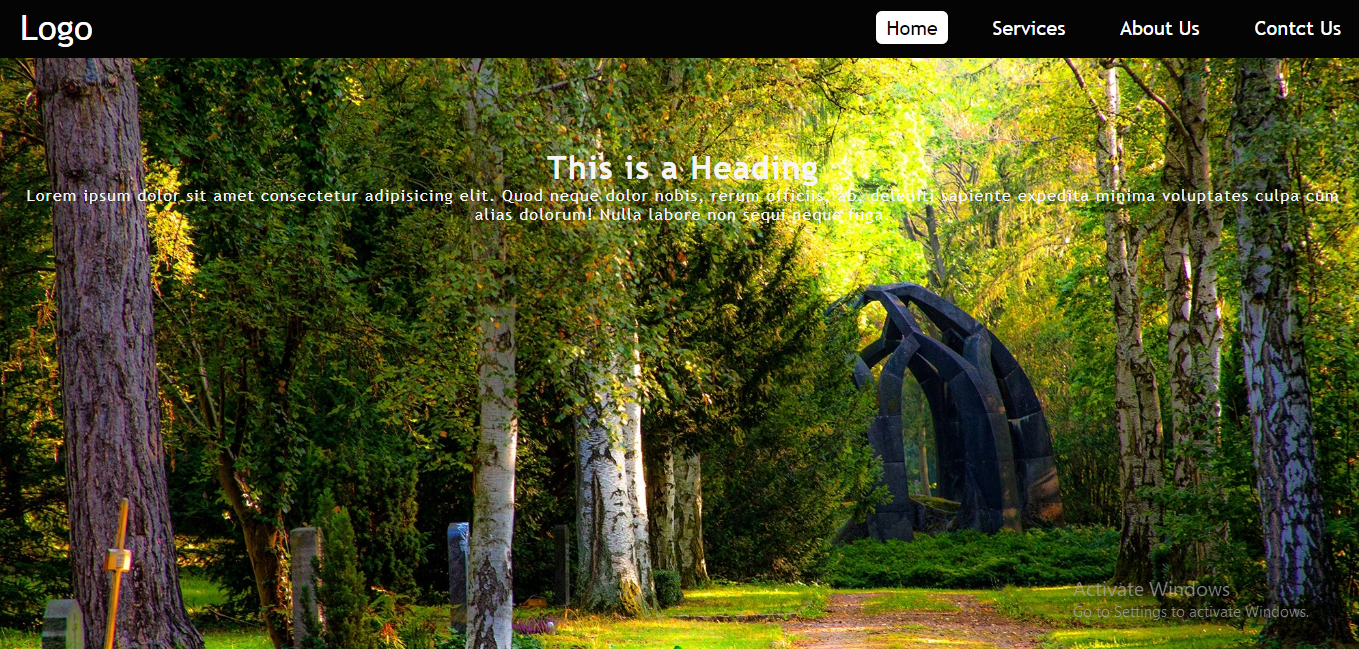 Logo
Home Services About Us Contct Us
This is a Heading
Lorem ipsum dolor sit amet consectetur adipisicing elit. Quod neque dolor nobis, rerum officiis, ab, deleniti sapiente expedita minima voluptates culpa cum
alias dolorum! Nulla labore non sequi neque fuga
Activate Windows
Go to Settings to activate Windows.